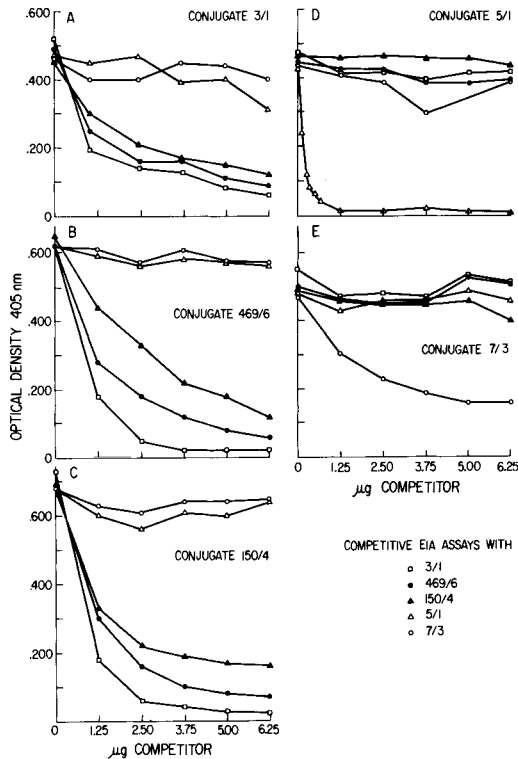 A
CONJUGATE 3/1
.600
.400
.200
0
B
CONJUGATE 469/6
.600
.400
.200
0
C
CONJUGATE 150/4
.600
.400
.200
0 1.25 2.50 3.75 5.00 6.25
µg COMPETITOR
OPTICAL DENSITY 405 nm
D
CONJUGATE 5/1
E
CONJUGATE 7/3
0 1.25 2.50 3.75 5.00 6.25
µg COMPETITOR
COMPETITIVE EIA ASSAYS WITH
□ 3/1
● 469/6
▲ 150/4
△ 5/1
○ 7/3